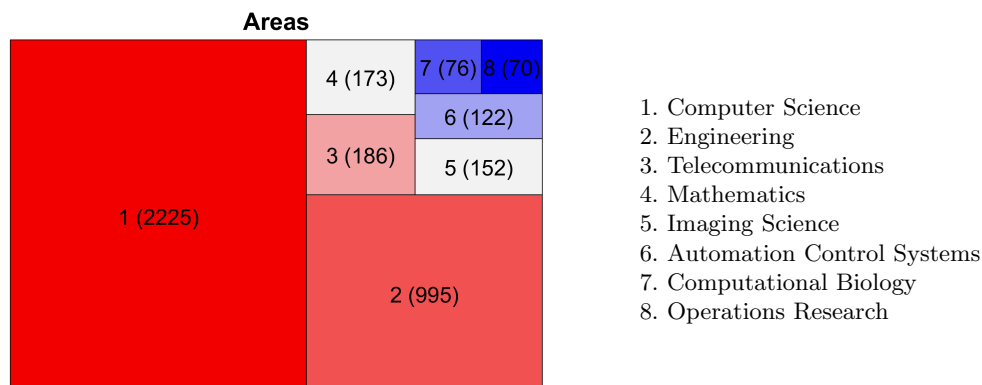 Areas
4 (173)
7 (76)
8 (70)
6 (122)
3 (186)
5 (152)
1 (2225)
2 (995)
1. Computer Science
2. Engineering
3. Telecommunications
4. Mathematics
5. Imaging Science
6. Automation Control Systems
7. Computational Biology
8. Operations Research